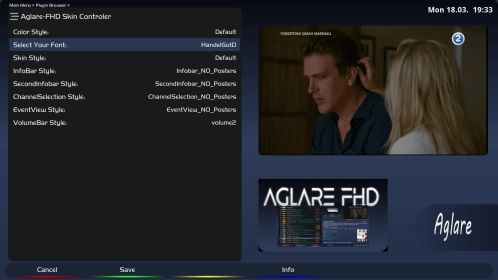 Main Menu > Plugin Browser >
Mon 18.03. 19:33
Aglare-FHD Skin Controler
Color Style: Default
Select Your Font: HandelGotD
Skin Style: Default
InfoBar Style: Infobar_NO_Posters
SecondInfobar Style: SecondInfobar_NO_Posters
ChannelSelection Style: ChannelSelection_NO_Posters
EventView Style: EventView_NO_Posters
VolumeBar Style: volume2
FORGETTING SARAH MARSHALL
2
AGLARE FHD
Aglare
Cancel Save Info